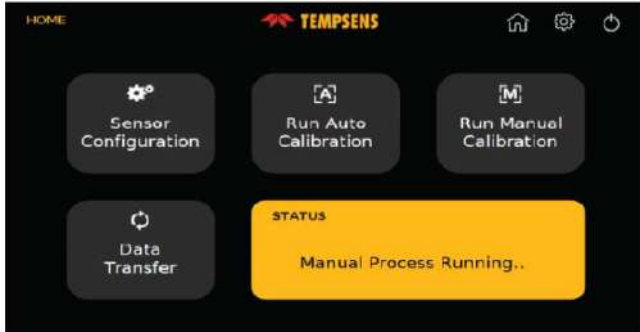 HOME
TEMPSENS
[A]
[M]
Sensor
Configuration
Run Auto
Calibration
Run Manual
Calibration
Data
Transfer
STATUS
Manual Process Running..